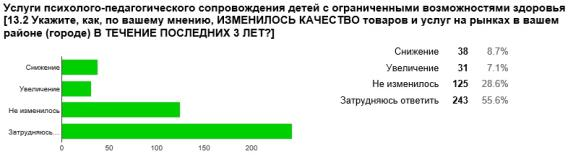 Услуги психолого-педагогического сопровождения детей с ограниченными возможностями здоровья
[13.2 Укажите, как, по вашему мнению, ИЗМЕНИЛОСЬ КАЧЕСТВО товаров и услуг на рынках в вашем
районе (городе) В ТЕЧЕНИЕ ПОСЛЕДНИХ 3 ЛЕТ?]
Снижение
Увеличение
Не изменилось
Затрудняюсь…
0 50 100 150 200
Снижение 38 8.7%
Увеличение 31 7.1%
Не изменилось 125 28.6%
Затрудняюсь ответить 243 55.6%